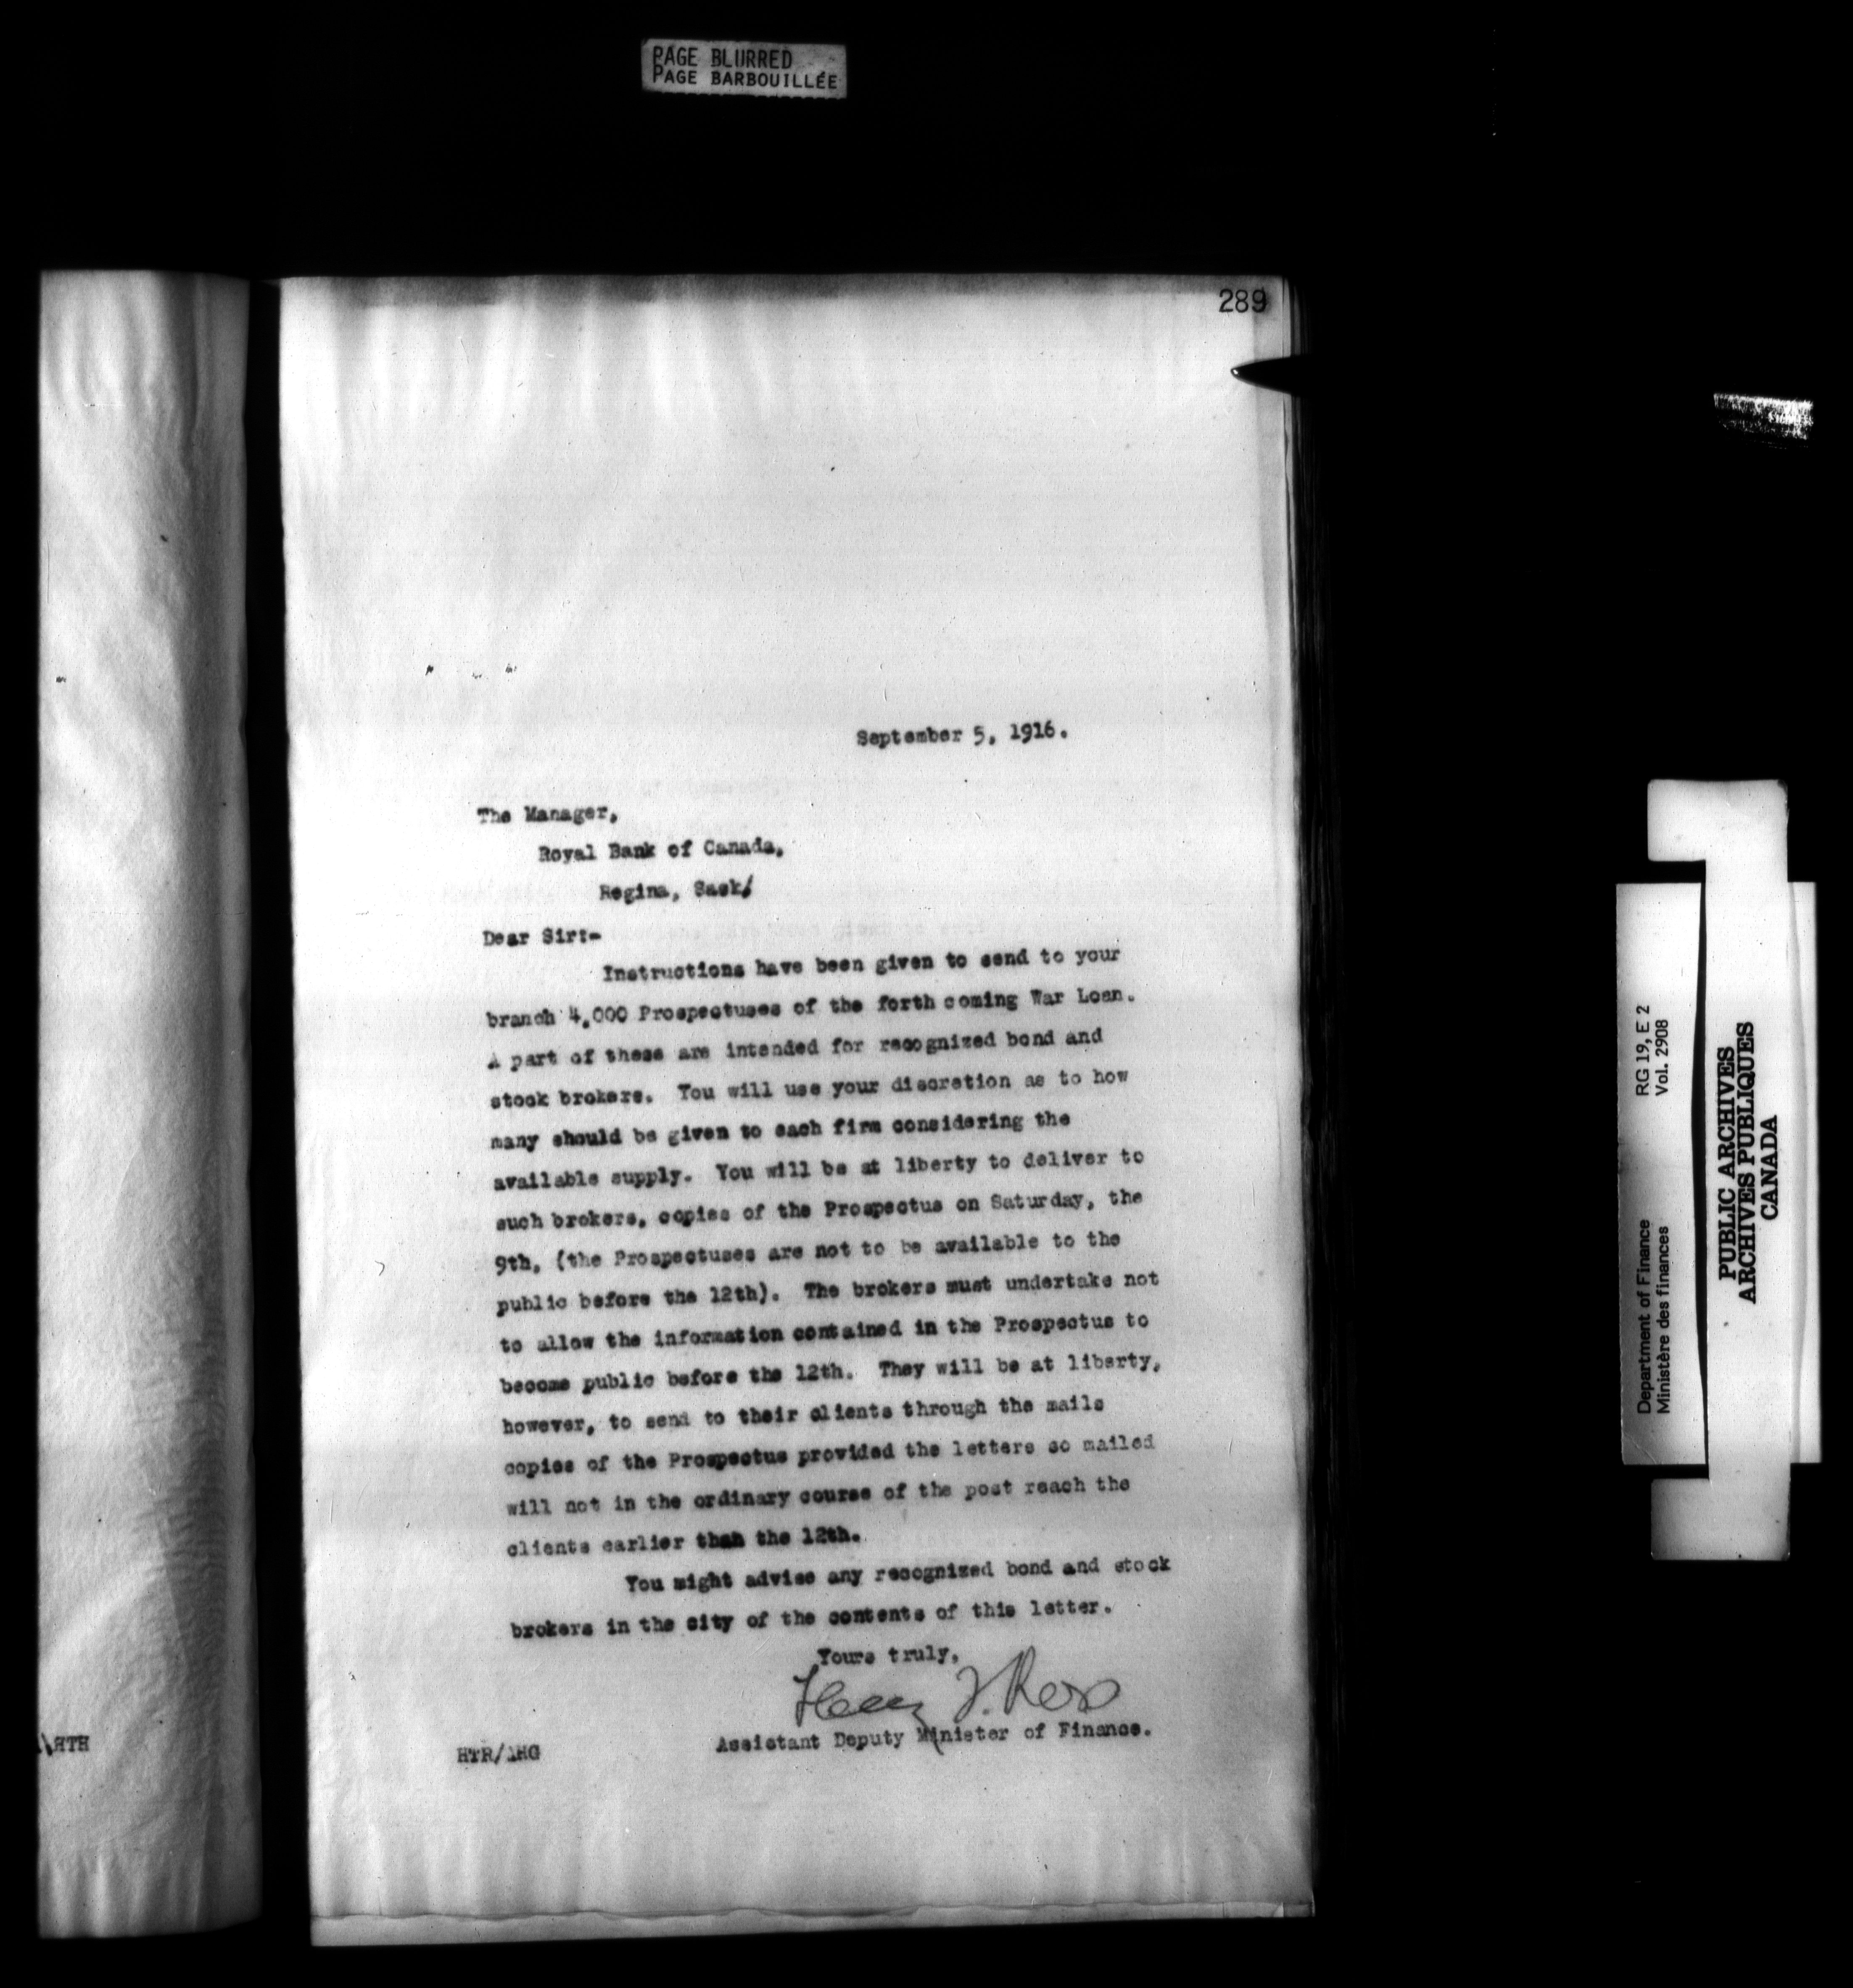 PAGE BLURRED
PAGE BARBOUILLÉE
289
September 5, 1916.
The Manager,
Royal Bank of Canada,
Regina, Sask.
Dear Sir:-
Instructions have been given to send to your
branch 4,000 Prospectuses of the forth coming War Loan.
A part of these are intended for recognized bond and
stock brokers. You will use your discretion as to how
many should be given to each firm considering the
available supply. You will be at liberty to deliver to
such brokers, copies of the Prospectus on Saturday, the
9th, (the Prospectuses are not to be available to the
public before the 12th). The brokers must undertake not
to allow the information contained in the Prospectus to
become public before the 12th. They will be at liberty,
however, to send to their clients through the mails
copies of the Prospectus provided the letters so mailed
will not in the ordinary course of the post reach the
clients earlier than the 12th.
You might advise any recognized bond and stock
brokers in the city of the contents of this letter.
Yours truly,
Henry T. Ross
Assistant Deputy Minister of Finance.
HTR/
HTH
Department of Finance RG 19, E 2
Ministère des finances Vol. 2908
PUBLIC ARCHIVES
ARCHIVES PUBLIQUES
CANADA